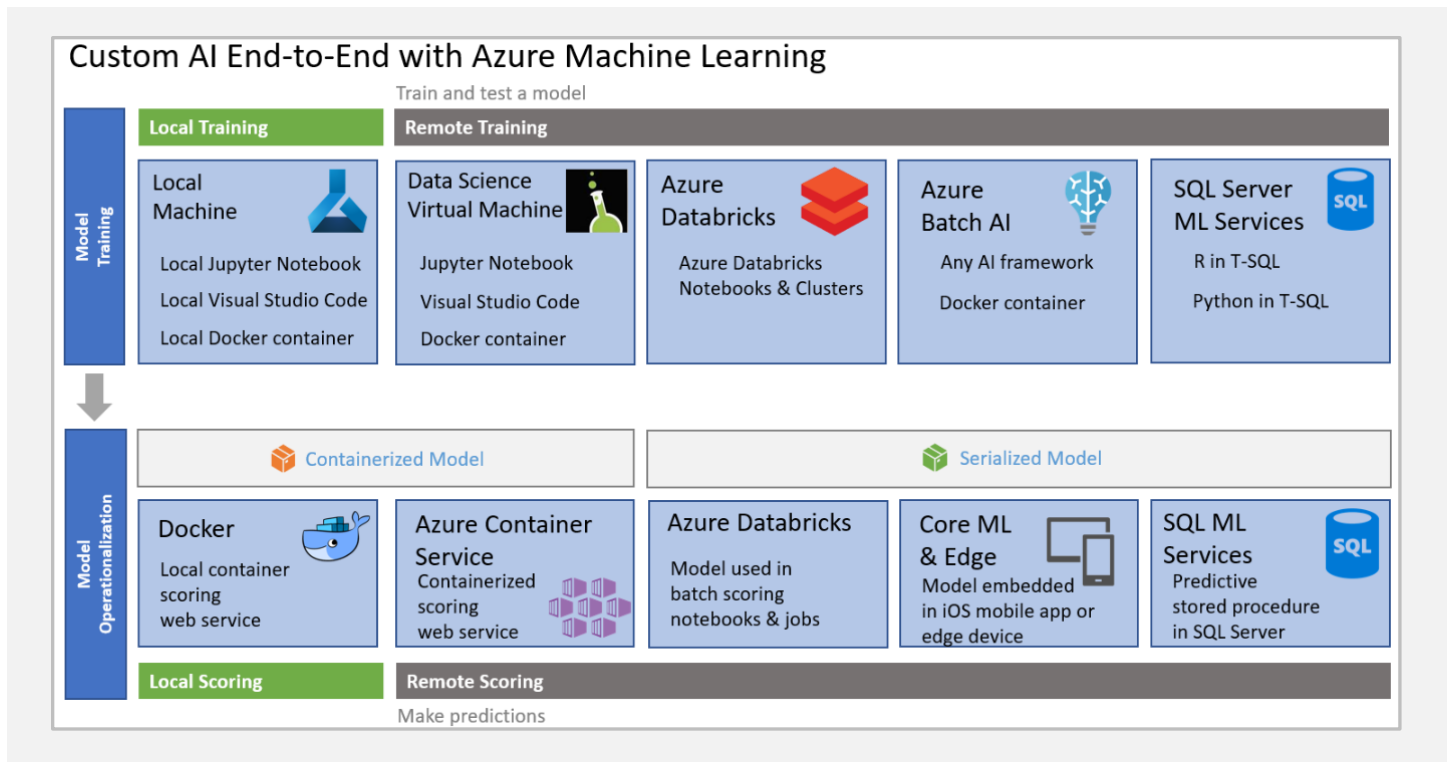 Custom AI End-to-End with Azure Machine Learning
Train and test a model
Local Training
Remote Training
Model
Training
Local
Machine
Local Jupyter Notebook
Local Visual Studio Code
Local Docker container
Data Science
Virtual Machine
Jupyter Notebook
Visual Studio Code
Docker container
Azure
Databricks
Azure Databricks
Notebooks & Clusters
Azure
Batch AI
Any AI framework
Docker container
SQL Server
ML Services
SQL
R in T-SQL
Python in T-SQL
Model
Operationalization
Containerized Model
Serialized Model
Docker
Local container
scoring
web service
Azure Container
Service
Containerized
scoring
web service
Azure Databricks
Model used in
batch scoring
notebooks & jobs
Core ML
& Edge
Model embedded
in iOS mobile app or
edge device
SQL ML
Services
SQL
Predictive
stored procedure
in SQL Server
Local Scoring
Remote Scoring
Make predictions